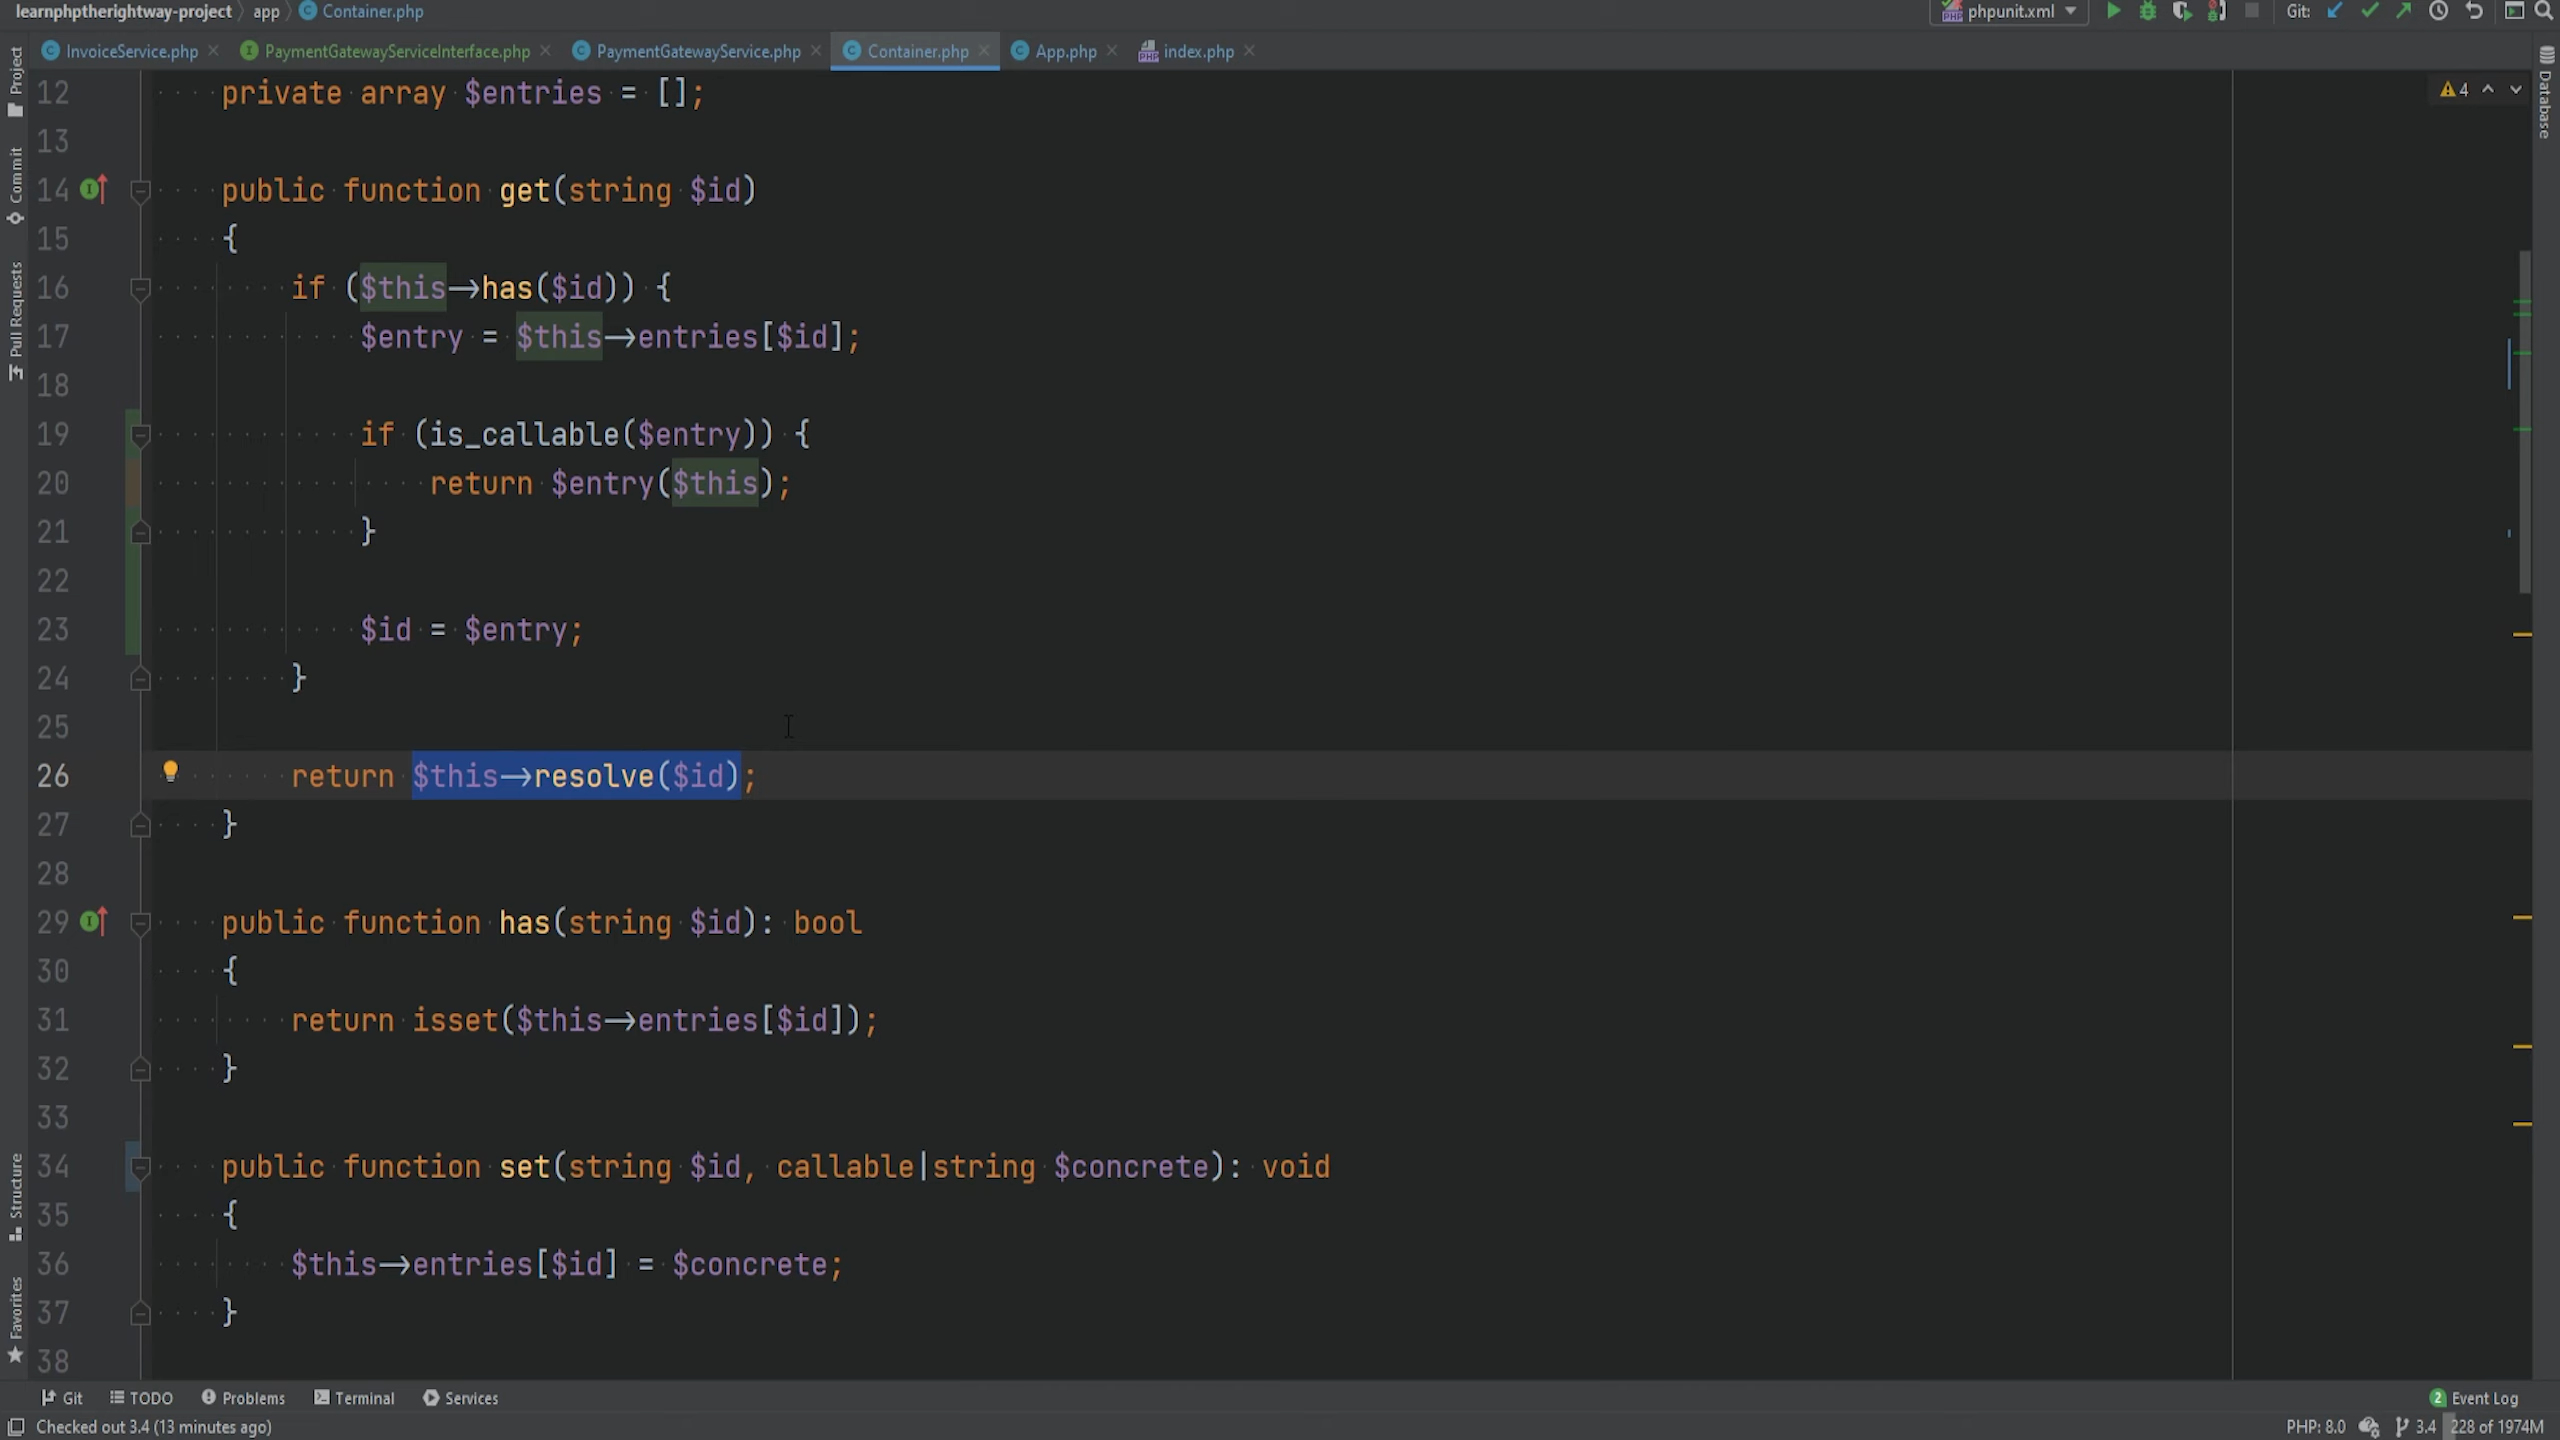 learnphptherightway-project app Container.php phpunit.xml Git:
InvoiceService.php PaymentGatewayServiceInterface.php PaymentGatewayService.php Container.php App.php index.php
Project
Commit
Pull Requests
Structure
Favorites
Database
4
12 private array $entries = [];
13
14 public function get(string $id)
15 {
16 if ($this→has($id)) {
17 $entry = $this→entries[$id];
18
19 if (is_callable($entry)) {
20 return $entry($this);
21 }
22
23 $id = $entry;
24 }
25
26 return $this→resolve($id);
27 }
28
29 public function has(string $id): bool
30 {
31 return isset($this→entries[$id]);
32 }
33
34 public function set(string $id, callable|string $concrete): void
35 {
36 $this→entries[$id] = $concrete;
37 }
38
Git TODO Problems Terminal Services 2 Event Log
Checked out 3.4 (13 minutes ago) PHP: 8.0 3.4 228 of 1974M